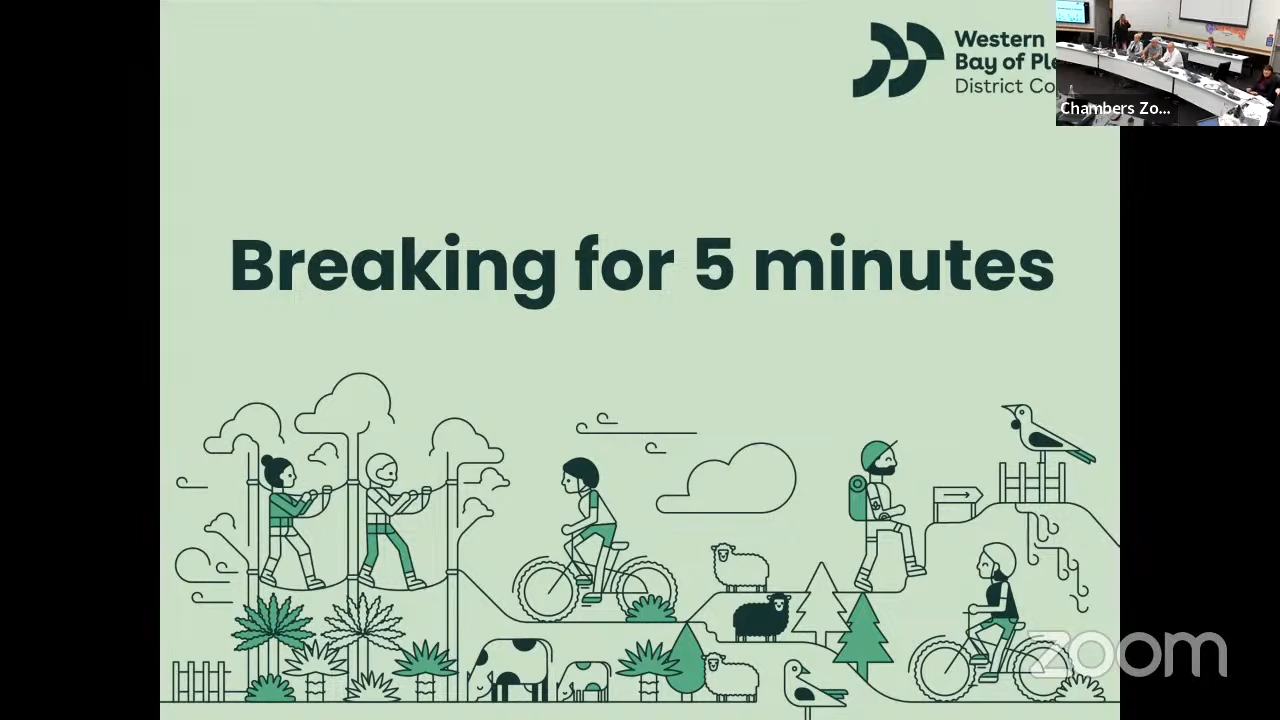 Western
Bay of Ple
District Co
Chambers Zo...
Breaking for 5 minutes
zoom